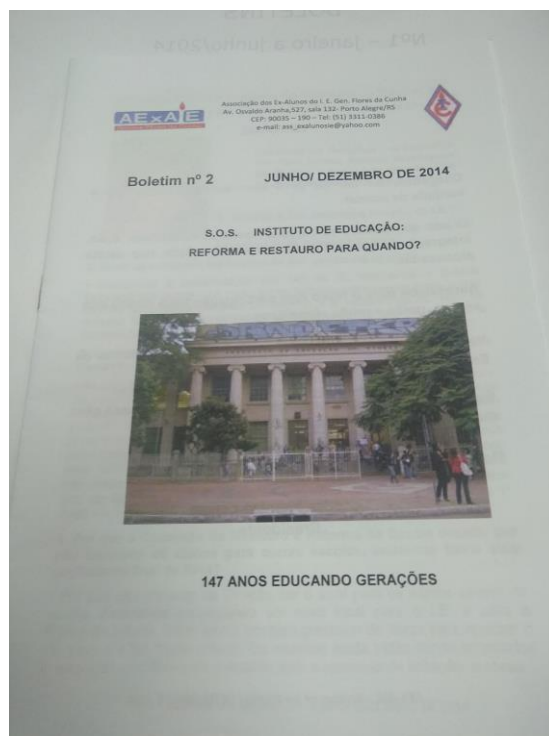 AExAIE
Associação dos Ex-Alunos do I. E. Gen. Flores da Cunha
Av. Osvaldo Aranha,527, sala 132- Porto Alegre/RS
CEP: 90035 – 190 – Tel: (51) 3311-0386
e-mail: ass_exalunosie@yahoo.com
Boletim nº 2 JUNHO/ DEZEMBRO DE 2014
S.O.S. INSTITUTO DE EDUCAÇÃO:
REFORMA E RESTAURO PARA QUANDO?
147 ANOS EDUCANDO GERAÇÕES